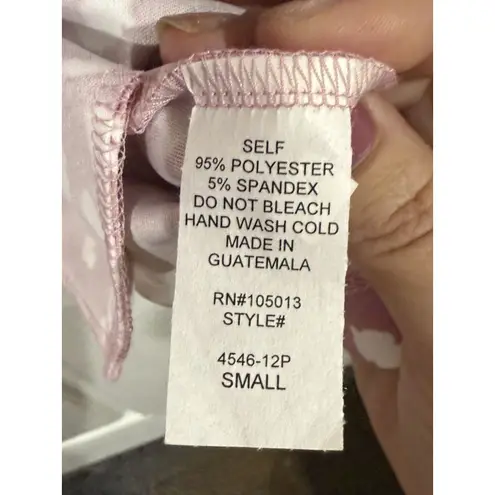 SELF
95% POLYESTER
5% SPANDEX
DO NOT BLEACH
HAND WASH COLD
MADE IN
GUATEMALA
RN#105013
STYLE#
4546-12P
SMALL